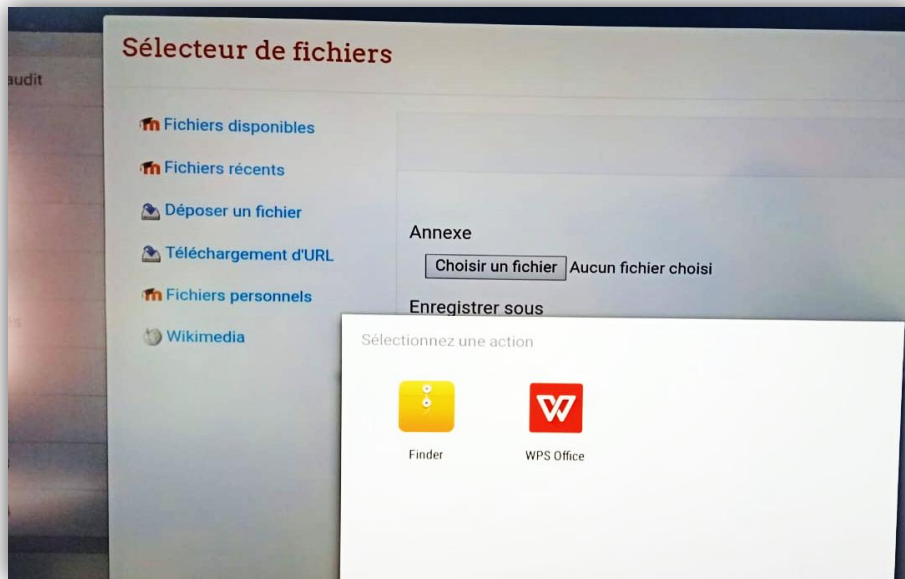 Sélecteur de fichiers
audit
Fichiers disponibles
Fichiers récents
Déposer un fichier
Téléchargement d'URL
Fichiers personnels
Wikimedia
Annexe
Choisir un fichier Aucun fichier choisi
Enregistrer sous
Sélectionnez une action
Finder
WPS Office